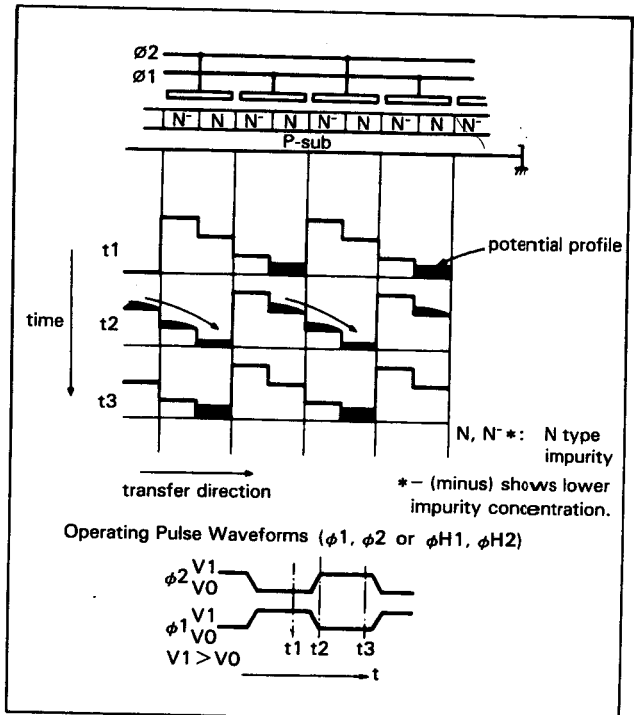 Ø2
Ø1
N⁻ N N⁻ N N⁻ N N⁻ N N⁻
P-sub
t1
potential profile
time
t2
t3
N, N⁻*: N type
impurity
transfer direction
*− (minus) shows lower
impurity concentration.
Operating Pulse Waveforms (φ1, φ2 or φH1, φH2)
φ2 V1
V0
φ1 V1
V0
V1 > V0
t1 t2 t3
t